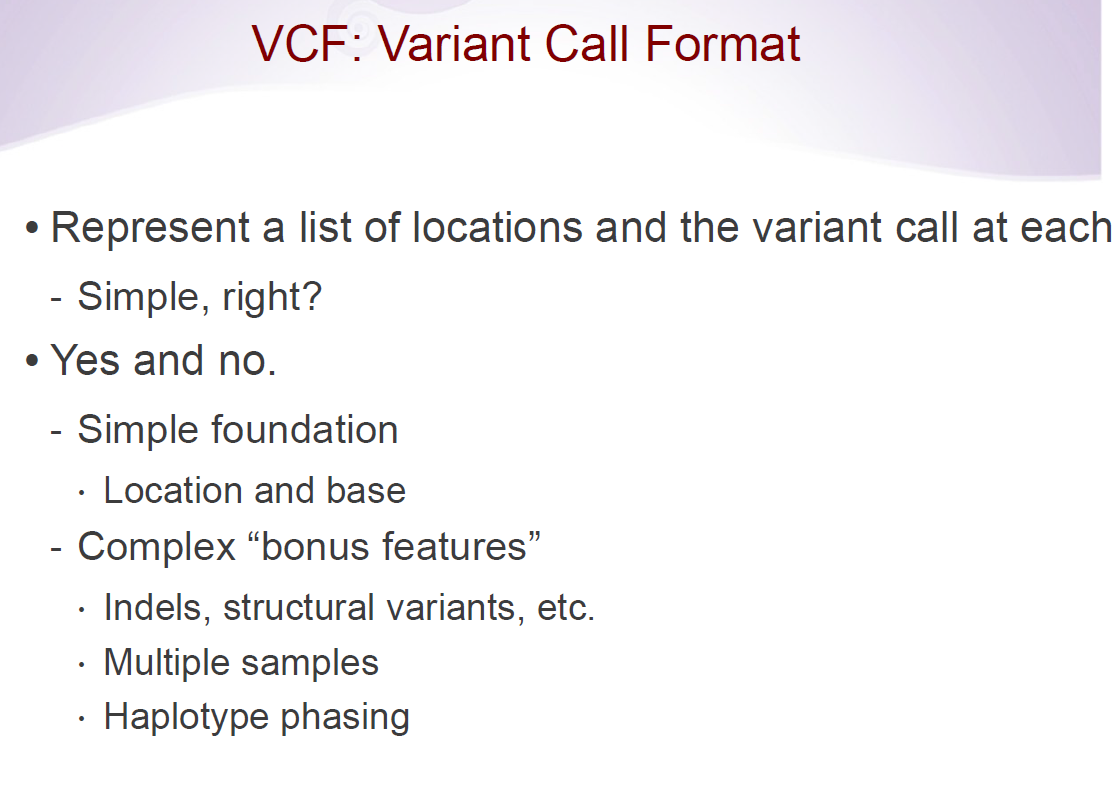 VCF: Variant Call Format
• Represent a list of locations and the variant call at each
- Simple, right?
• Yes and no.
- Simple foundation
· Location and base
- Complex “bonus features”
· Indels, structural variants, etc.
· Multiple samples
· Haplotype phasing